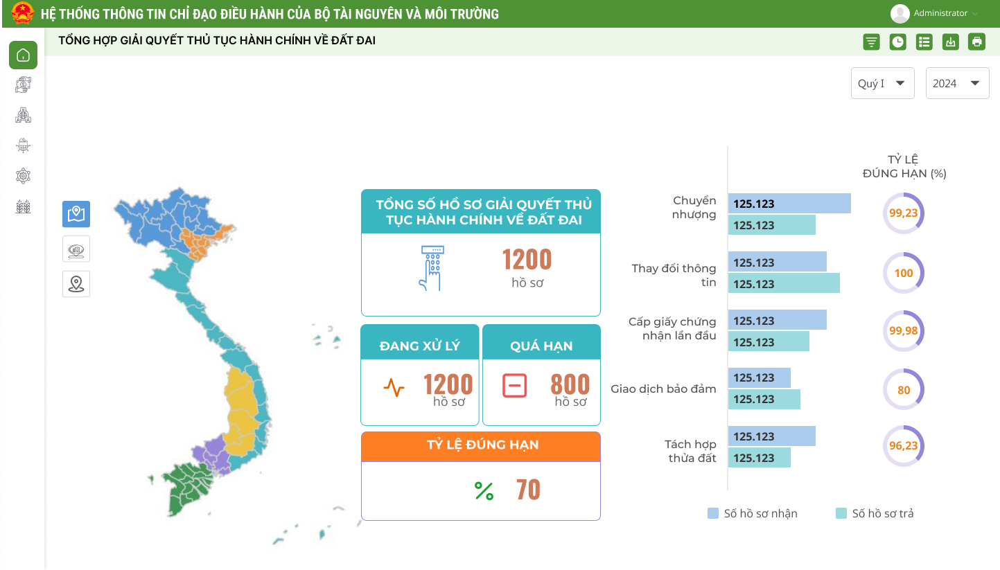 HỆ THỐNG THÔNG TIN CHỈ ĐẠO ĐIỀU HÀNH CỦA BỘ TÀI NGUYÊN VÀ MÔI TRƯỜNG
Administrator
TỔNG HỢP GIẢI QUYẾT THỦ TỤC HÀNH CHÍNH VỀ ĐẤT ĐAI
Quý I
2024
TỔNG SỐ HỒ SƠ GIẢI QUYẾT THỦ
TỤC HÀNH CHÍNH VỀ ĐẤT ĐAI
1200
hồ sơ
ĐANG XỬ LÝ
1200
hồ sơ
QUÁ HẠN
800
hồ sơ
TỶ LỆ ĐÚNG HẠN
70
TỶ LỆ
ĐÚNG HẠN (%)
Chuyển
nhượng
125.123
125.123
99,23
Thay đổi thông
tin
125.123
125.123
100
Cấp giấy chứng
nhận lần đầu
125.123
125.123
99,98
Giao dịch bảo đảm
125.123
125.123
80
Tách hợp
thửa đất
125.123
125.123
96,23
Số hồ sơ nhận
Số hồ sơ trả